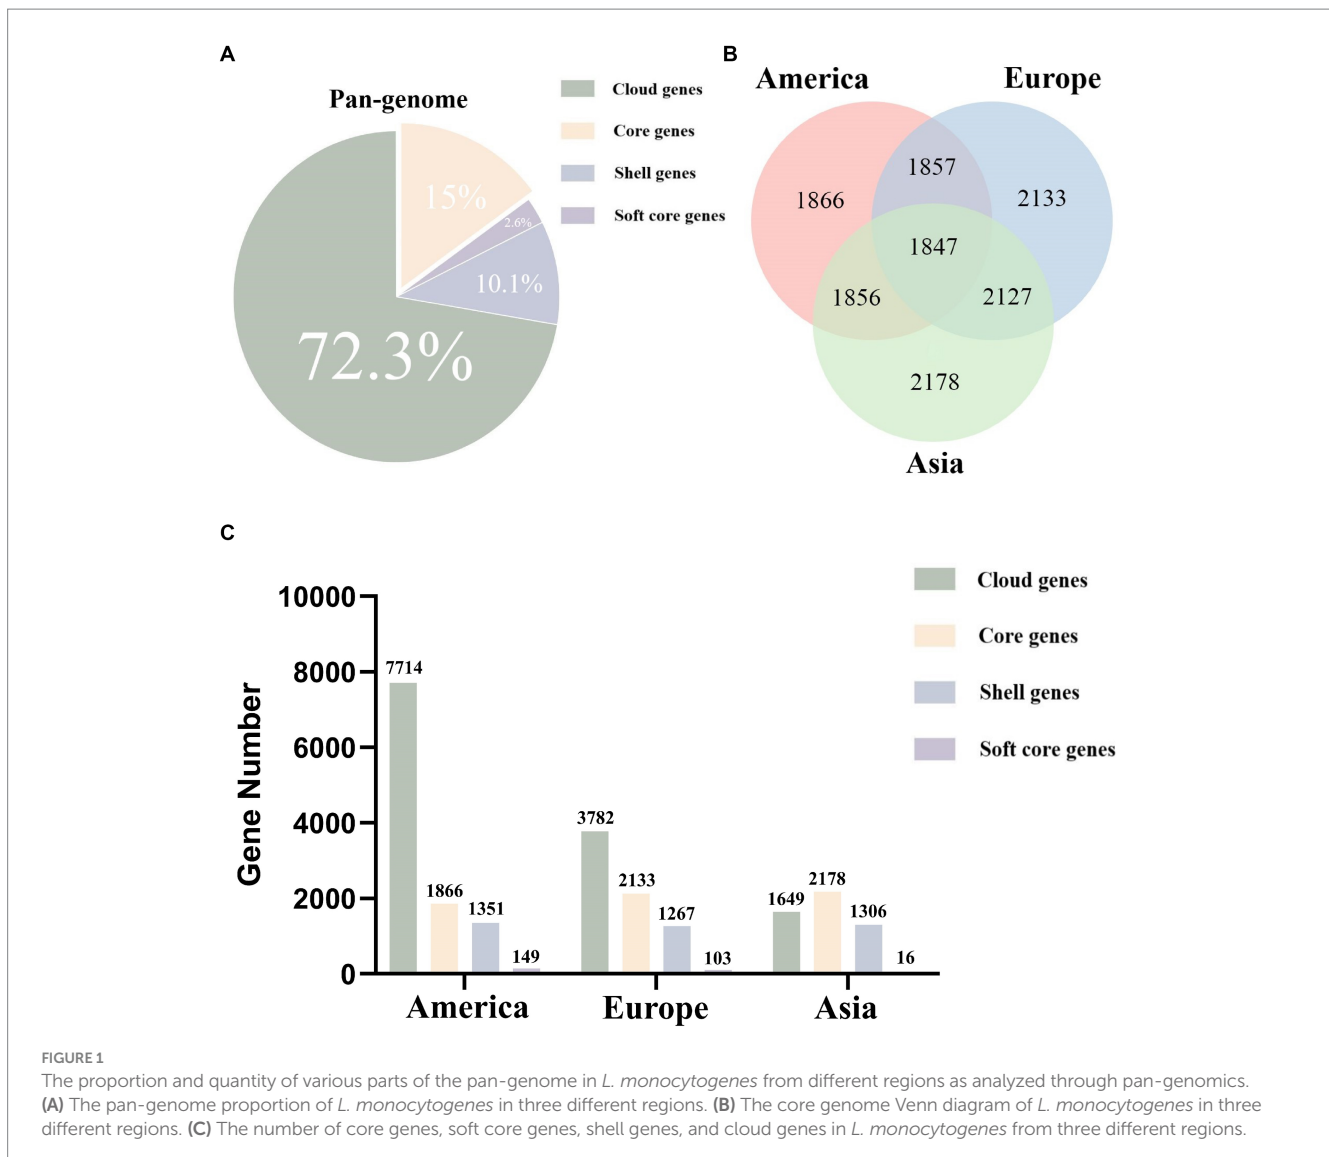 A
Pan-genome
Cloud genes
Core genes
Shell genes
Soft core genes
15%
2.6%
10.1%
72.3%
B
America
Europe
1857
1866
2133
1847
1856
2127
2178
Asia
C
Cloud genes
Core genes
Shell genes
Soft core genes
Gene Number
10000
8000
6000
4000
2000
0
7714
1866
1351
149
3782
2133
1267
103
1649
2178
1306
16
America
Europe
Asia
FIGURE 1
The proportion and quantity of various parts of the pan-genome in L. monocytogenes from different regions as analyzed through pan-genomics.
(A) The pan-genome proportion of L. monocytogenes in three different regions. (B) The core genome Venn diagram of L. monocytogenes in three
different regions. (C) The number of core genes, soft core genes, shell genes, and cloud genes in L. monocytogenes from three different regions.